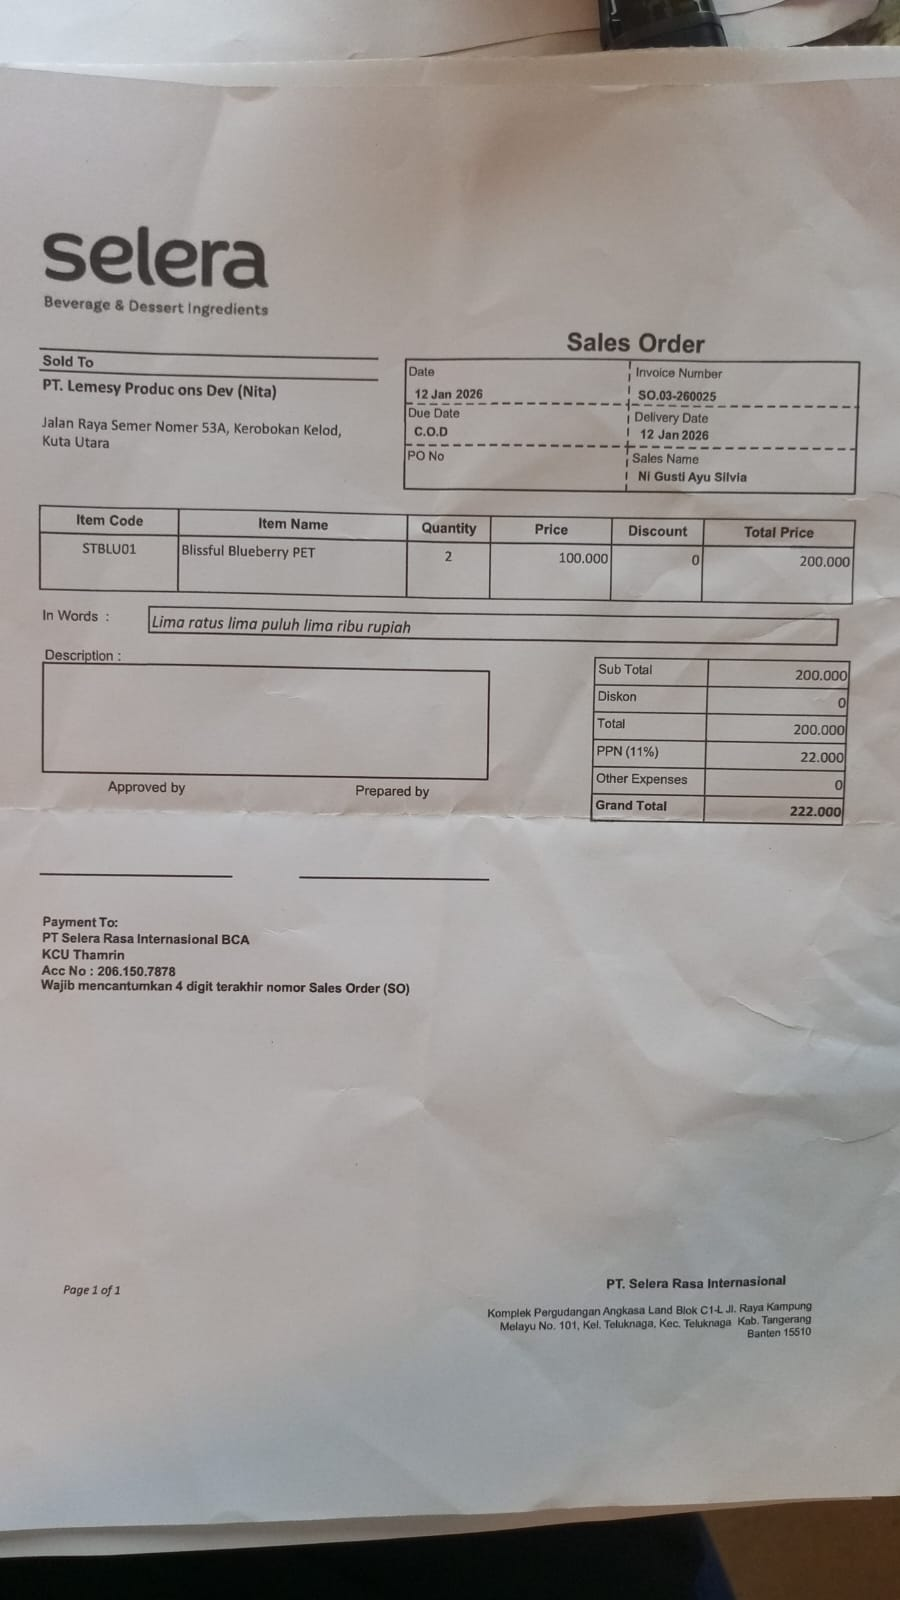 selera
Beverage & Dessert Ingredients
Sales Order
Sold To
PT. Lemesy Produc ons Dev (Nita)
Jalan Raya Semer Nomer 53A, Kerobokan Kelod,
Kuta Utara
Date
12 Jan 2026
Invoice Number
SO.03-260025
Due Date
C.O.D
Delivery Date
12 Jan 2026
PO No
Sales Name
Ni Gusti Ayu Silvia
Item Code Item Name Quantity Price Discount Total Price
STBLU01 Blissful Blueberry PET 2 100.000 0 200.000
In Words : Lima ratus lima puluh lima ribu rupiah
Description :
Sub Total 200.000
Diskon 0
Total 200.000
PPN (11%) 22.000
Other Expenses 0
Grand Total 222.000
Approved by Prepared by
Payment To:
PT Selera Rasa Internasional BCA
KCU Thamrin
Acc No : 206.150.7878
Wajib mencantumkan 4 digit terakhir nomor Sales Order (SO)
Page 1 of 1
PT. Selera Rasa Internasional
Komplek Pergudangan Angkasa Land Blok C1-L Jl. Raya Kampung
Melayu No. 101, Kel. Teluknaga, Kec. Teluknaga Kab. Tangerang
Banten 15510